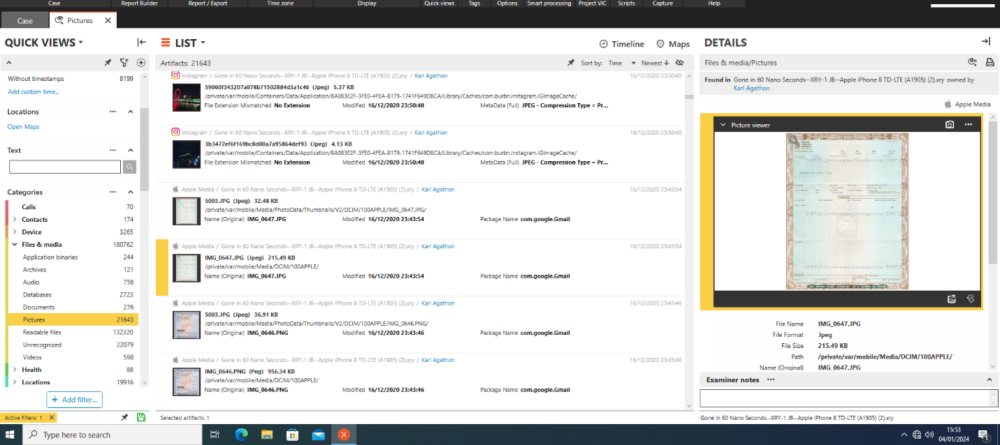 Case
Report Builder
Report / Export
Time zone
Display
Quick views
Tags
Options
Smart processing
Project VIC
Scripts
Capture
Help
Case
Pictures
QUICK VIEWS
Without timestamps 8199
Add custom time...
Locations
Open Maps
Text
Categories
Calls 70
Contacts 174
Device 3265
Files & media 180762
Application binaries 244
Archives 121
Audio 758
Databases 2723
Documents 276
Pictures 21643
Readable files 132320
Unrecognized 22079
Videos 598
Health 88
Locations 19916
+ Add filter...
Active filters: 1
LIST
Timeline
Maps
Artifacts: 21643
Sort by: Time
Newest
Instagram / Gone in 60 Nano Seconds--XRY-1 JB--Apple iPhone 8 TD-LTE (A1905) (2).xry / Karl Agathon 16/12/2020 23:50:40
59060f343207a078b71502884d3a1c46 (Jpeg) 5.37 KB
/private/var/mobile/Containers/Data/Application/8A083E2F-3FE0-4FEA-8179-1741F649D8CA/Library/Caches/com.burbn.instagram.IGImageCache/
File Extension Mismatched No Extension Modified 16/12/2020 23:50:40 MetaData (Full) JPEG - Compression Type = Pr...
Instagram / Gone in 60 Nano Seconds--XRY-1 JB--Apple iPhone 8 TD-LTE (A1905) (2).xry / Karl Agathon 16/12/2020 23:50:40
3b3472ef6f169bc8d00a7a95864def93 (Jpeg) 4.13 KB
/private/var/mobile/Containers/Data/Application/8A083E2F-3FE0-4FEA-8179-1741F649D8CA/Library/Caches/com.burbn.instagram.IGImageCache/
File Extension Mismatched No Extension Modified 16/12/2020 23:50:40 MetaData (Full) JPEG - Compression Type = Pr...
Apple Media / Gone in 60 Nano Seconds--XRY-1 JB--Apple iPhone 8 TD-LTE (A1905) (2).xry / Karl Agathon 16/12/2020 23:43:54
5003.JPG (Jpeg) 32.48 KB
/private/var/mobile/Media/PhotoData/Thumbnails/V2/DCIM/100APPLE/IMG_0647.JPG/
Name (Original) IMG_0647.JPG Modified 16/12/2020 23:43:54 Package Name com.google.Gmail
Apple Media / Gone in 60 Nano Seconds--XRY-1 JB--Apple iPhone 8 TD-LTE (A1905) (2).xry / Karl Agathon 16/12/2020 23:43:54
IMG_0647.JPG (Jpeg) 215.49 KB
/private/var/mobile/Media/DCIM/100APPLE/
Name (Original) IMG_0647.JPG Modified 16/12/2020 23:43:54 Package Name com.google.Gmail
Apple Media / Gone in 60 Nano Seconds--XRY-1 JB--Apple iPhone 8 TD-LTE (A1905) (2).xry / Karl Agathon 16/12/2020 23:43:46
5003.JPG (Jpeg) 36.91 KB
/private/var/mobile/Media/PhotoData/Thumbnails/V2/DCIM/100APPLE/IMG_0646.PNG/
Name (Original) IMG_0646.PNG Modified 16/12/2020 23:43:46 Package Name com.google.Gmail
Apple Media / Gone in 60 Nano Seconds--XRY-1 JB--Apple iPhone 8 TD-LTE (A1905) (2).xry / Karl Agathon 16/12/2020 23:43:46
IMG_0646.PNG (Png) 956.34 KB
/private/var/mobile/Media/DCIM/100APPLE/
Name (Original) IMG_0646.PNG Modified 16/12/2020 23:43:46 Package Name com.google.Gmail
Selected artifacts: 1
DETAILS
Files & media/Pictures
Found in Gone in 60 Nano Seconds--XRY-1 JB--Apple iPhone 8 TD-LTE (A1905) (2).xry owned by
Karl Agathon
Apple Media
Picture viewer
File Name IMG_0647.JPG
File Format Jpeg
File Size 215.49 KB
Path /private/var/mobile/Media/DCIM/100APPLE/
Name (Original) IMG_0647.JPG
Examiner notes
Gone in 60 Nano Seconds--XRY-1 JB--Apple iPhone 8 TD-LTE (A1905) (2).xry
Type here to search
15:53
04/01/2024
1